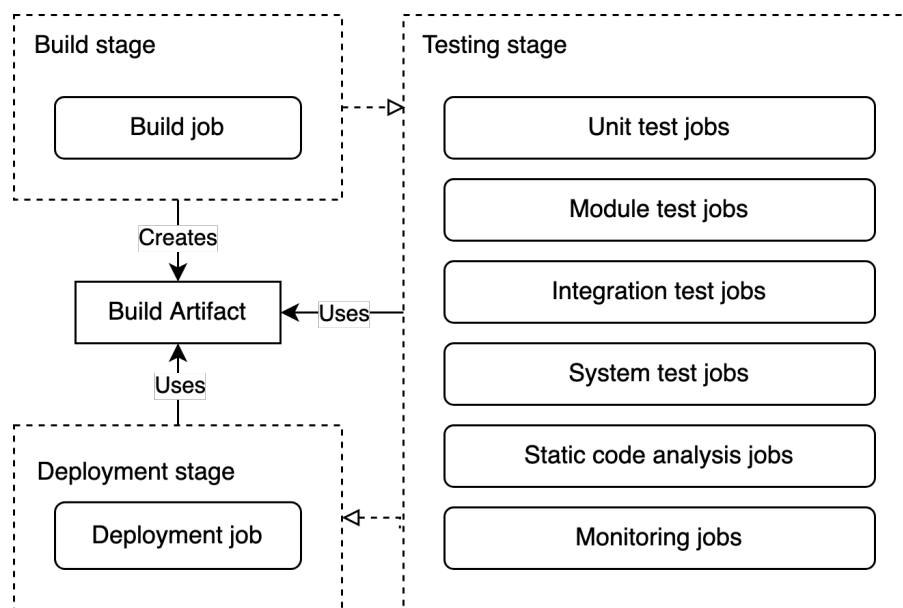 Build stage
Build job
Creates
Build Artifact
Uses
Uses
Deployment stage
Deployment job
Testing stage
Unit test jobs
Module test jobs
Integration test jobs
System test jobs
Static code analysis jobs
Monitoring jobs